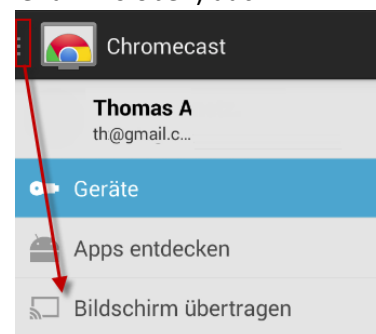 Chromecast
Thomas A
th@gmail.c...
Geräte
Apps entdecken
Bildschirm übertragen